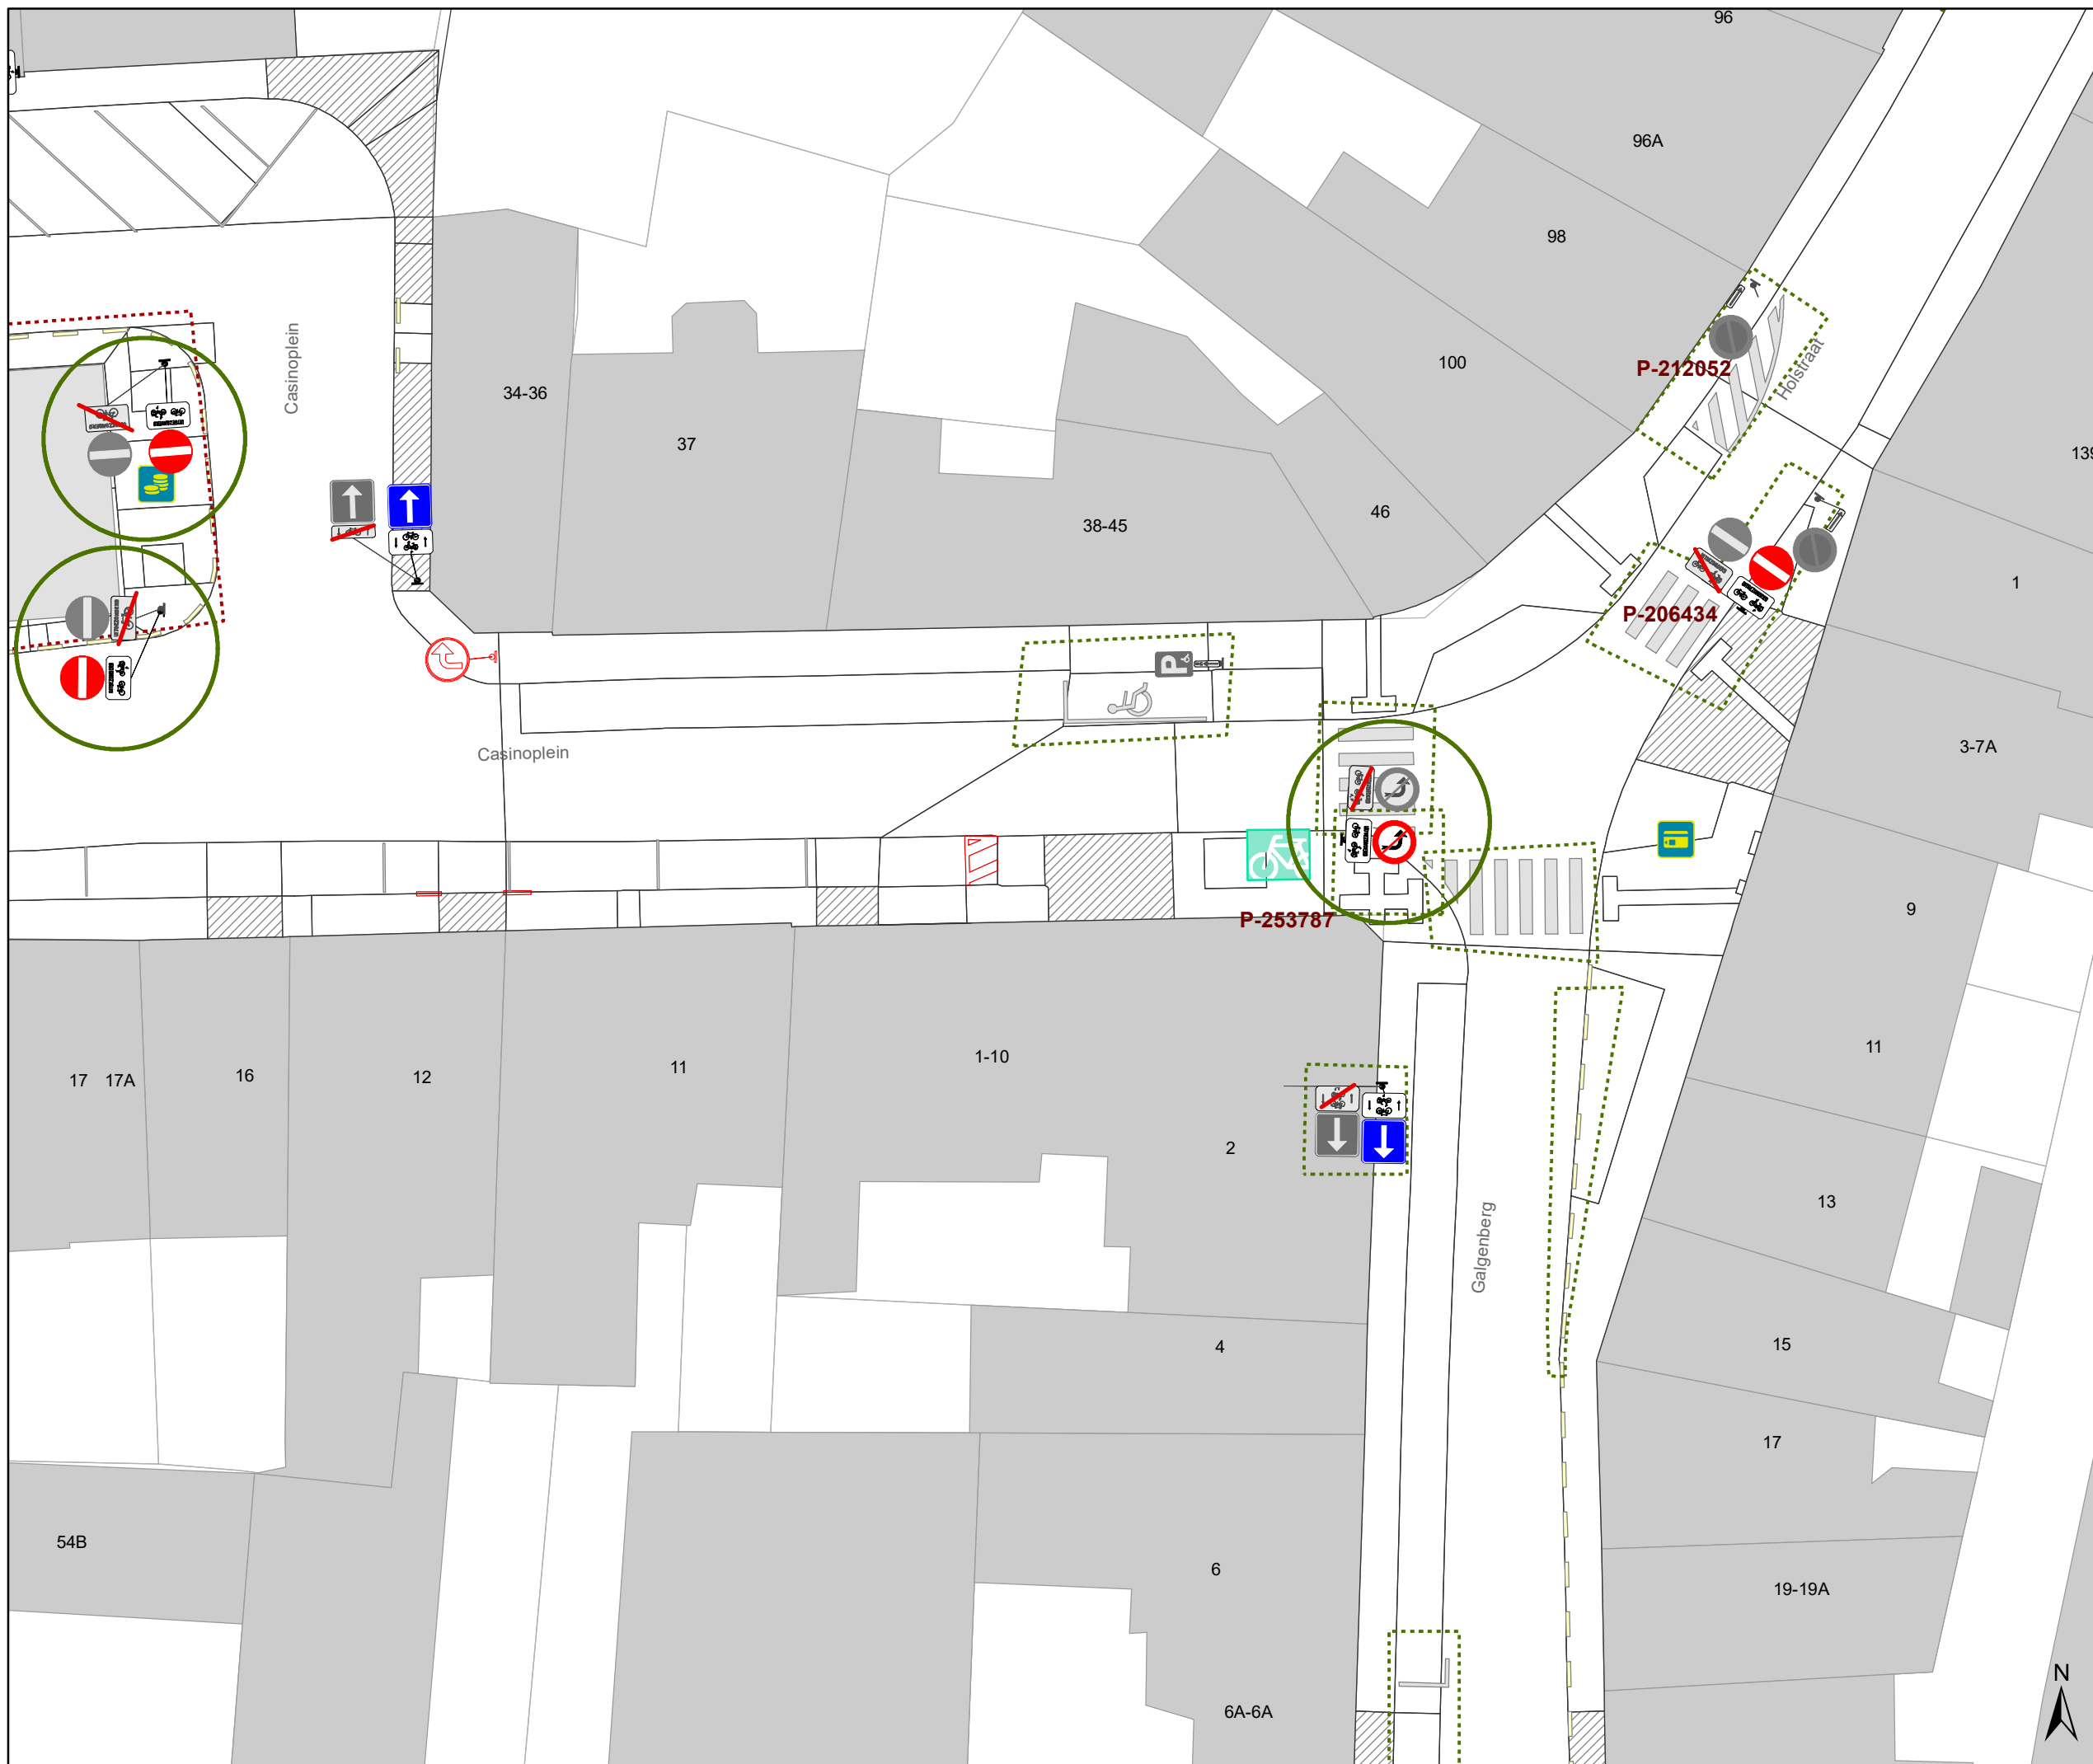 96
96A
98
Casinoplein
P-212052
Holstraat
100
34-36
37
139
38-45
46
1
P-206434
P
3-7A
Casinoplein
9
P-253787
11
1-10
11
12
16
17 17A
2
13
Galgenberg
15
4
17
54B
6
19-19A
N
6A-6A